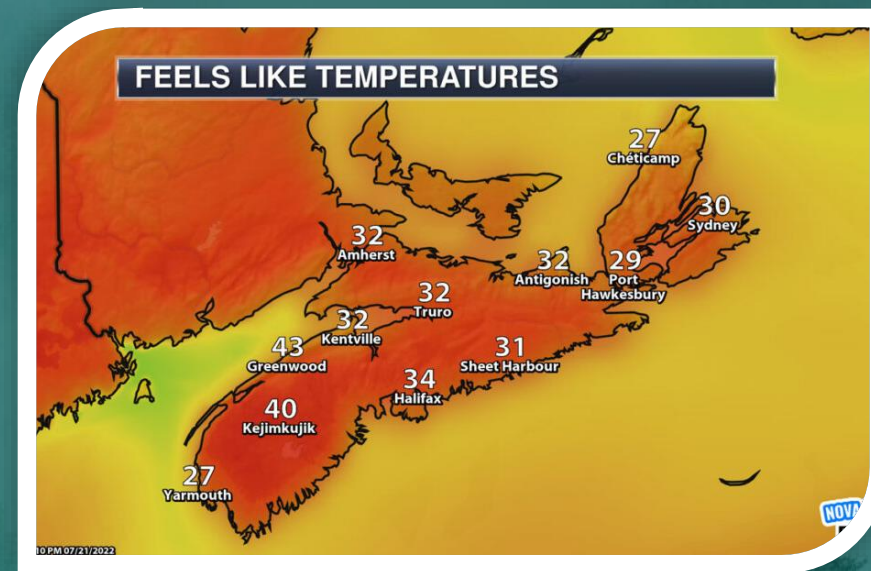 FEELS LIKE TEMPERATURES
27
Chéticamp
30
Sydney
32
Amherst
32
Antigonish
29
Port
Hawkesbury
32
Truro
32
Kentville
43
Greenwood
31
Sheet Harbour
34
Halifax
40
Kejimkujik
27
Yarmouth
NOVA
10 PM 07/21/2022